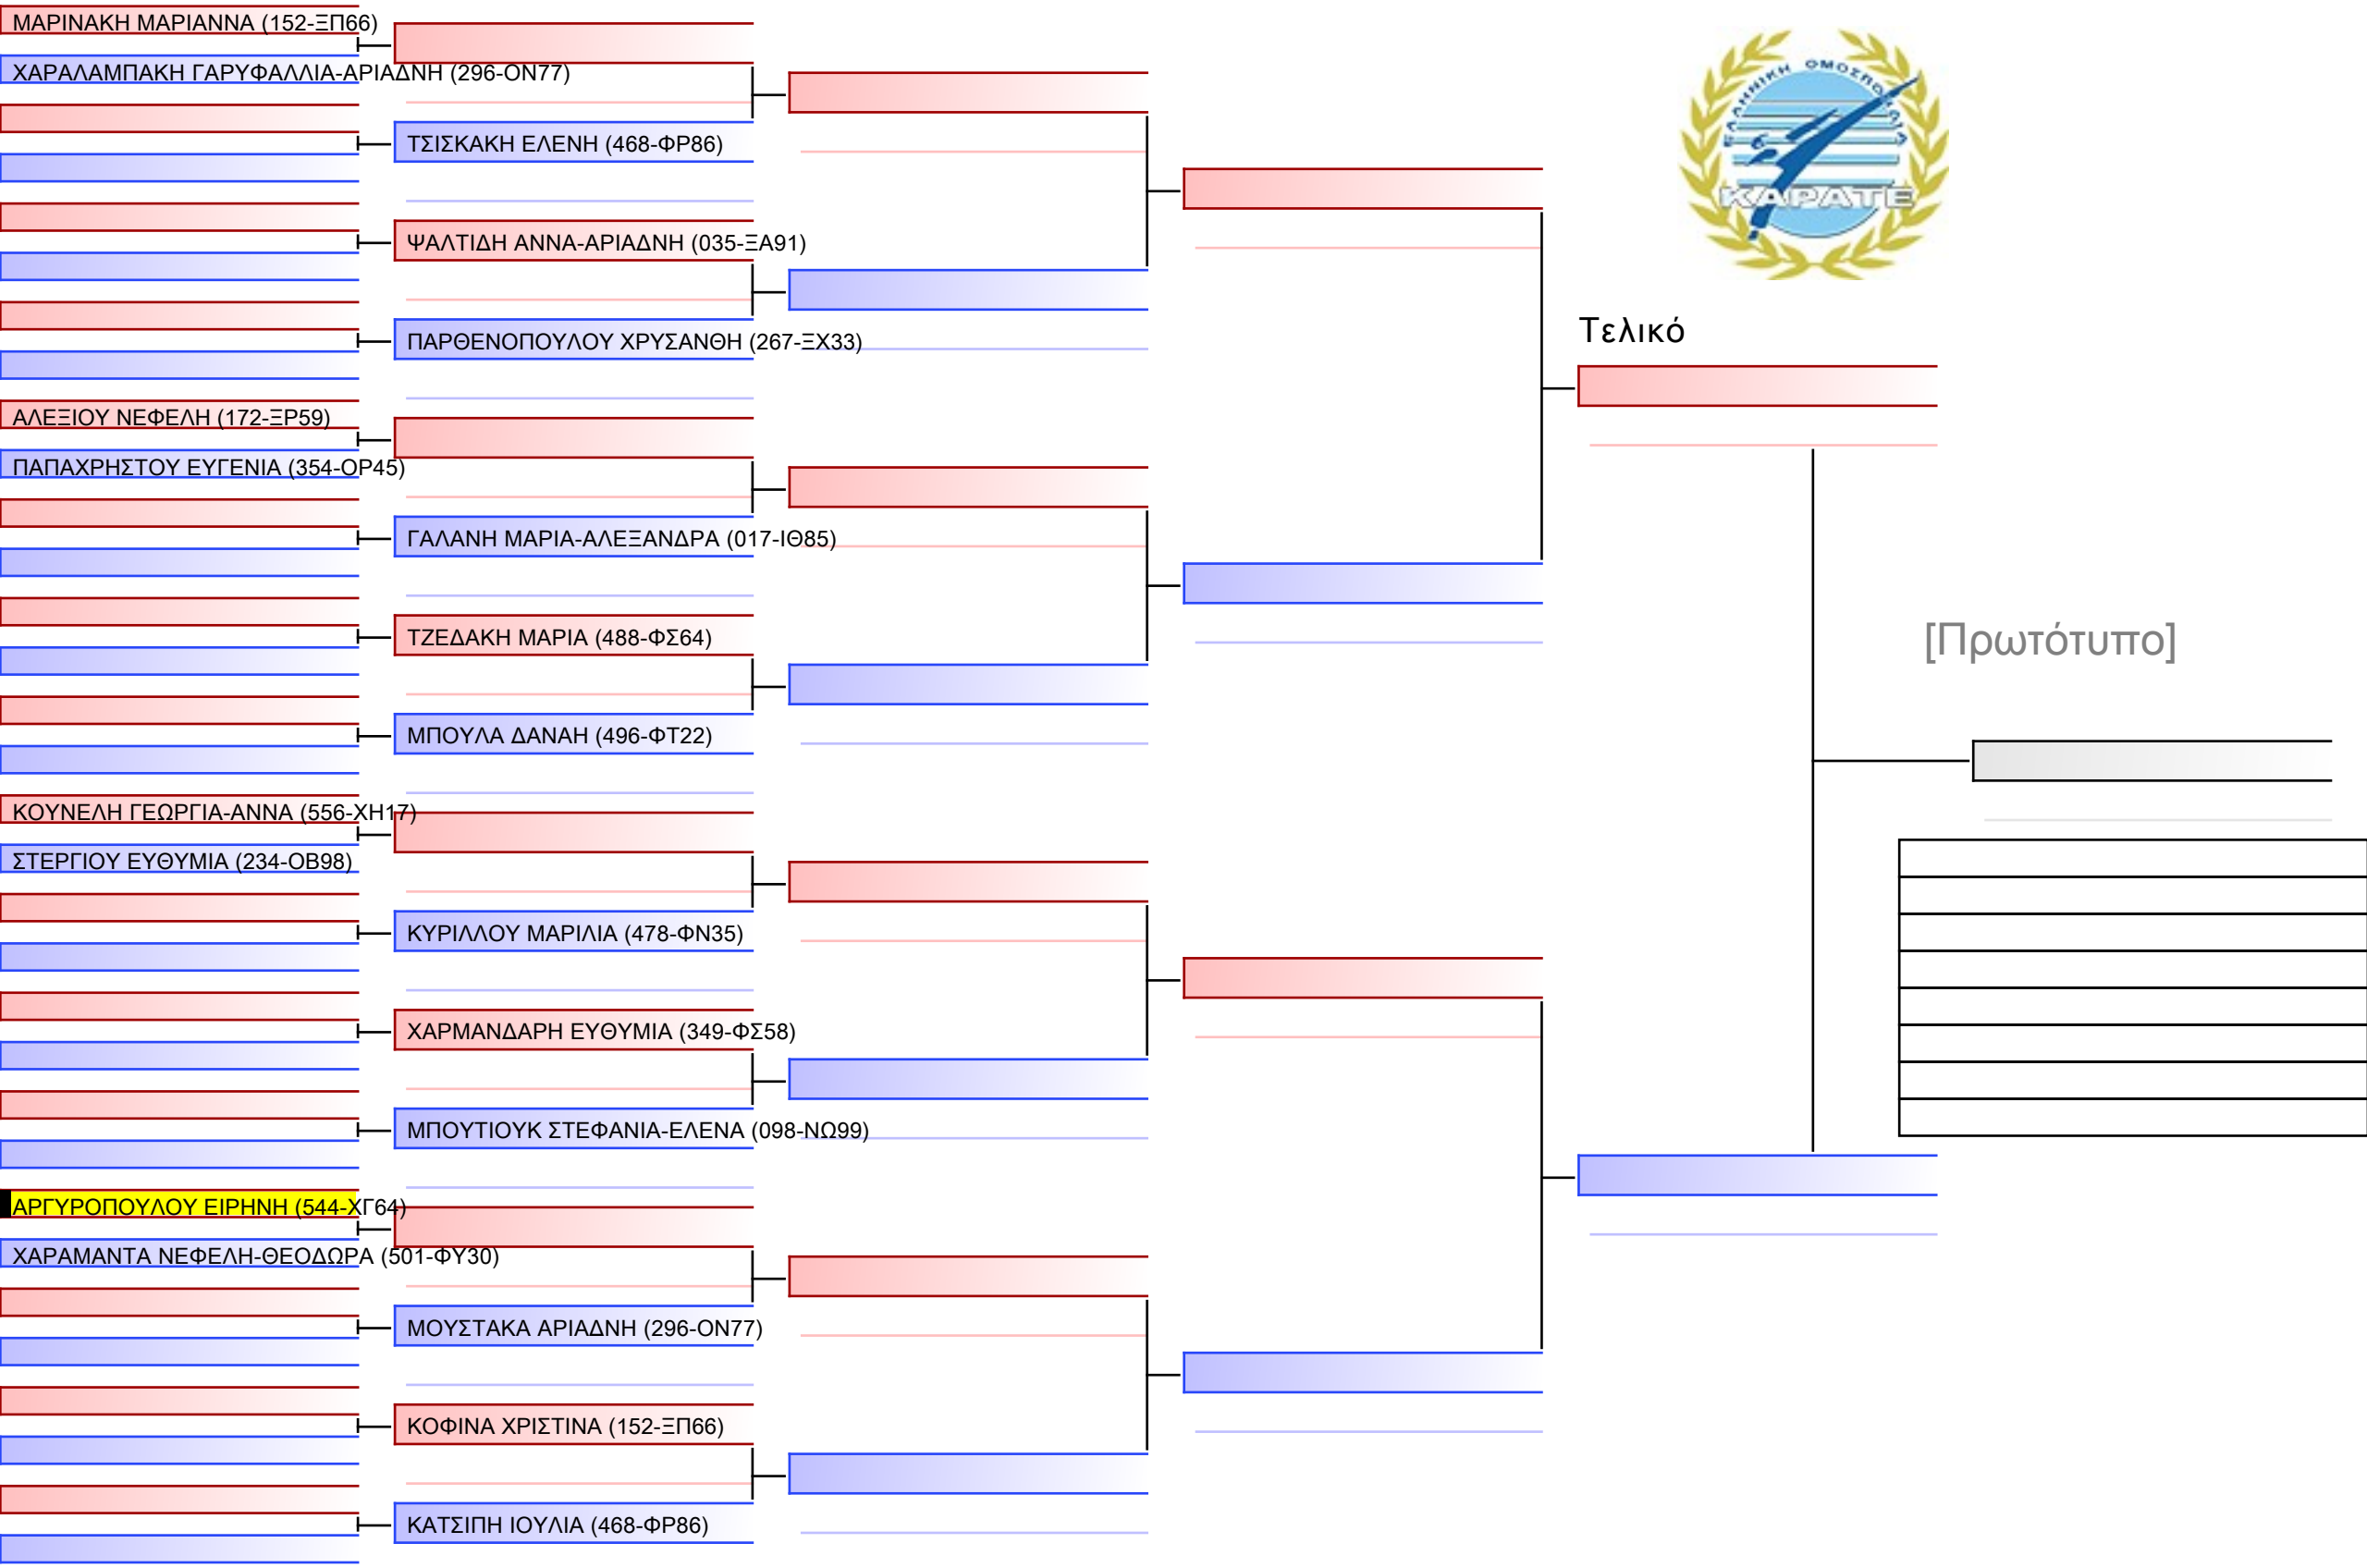 ΜΑΡΙΝΑΚΗ ΜΑΡΙΑΝΝΑ (152-ΞΠ66)
ΧΑΡΑΛΑΜΠΑΚΗ ΓΑΡΥΦΑΛΛΙΑ-ΑΡΙΑΔΝΗ (296-ΟΝ77)
ΤΣΙΣΚΑΚΗ ΕΛΕΝΗ (468-ΦΡ86)
ΨΑΛΤΙΔΗ ΑΝΝΑ-ΑΡΙΑΔΝΗ (035-ΞΑ91)
ΠΑΡΘΕΝΟΠΟΥΛΟΥ ΧΡΥΣΑΝΘΗ (267-ΞΧ33)
ΑΛΕΞΙΟΥ ΝΕΦΕΛΗ (172-ΞΡ59)
ΠΑΠΑΧΡΗΣΤΟΥ ΕΥΓΕΝΙΑ (354-ΟΡ45)
ΓΑΛΑΝΗ ΜΑΡΙΑ-ΑΛΕΞΑΝΔΡΑ (017-ΙΘ85)
ΤΖΕΔΑΚΗ ΜΑΡΙΑ (488-ΦΣ64)
ΜΠΟΥΛΑ ΔΑΝΑΗ (496-ΦΤ22)
ΚΟΥΝΕΛΗ ΓΕΩΡΓΙΑ-ΑΝΝΑ (556-ΧΗ17)
ΣΤΕΡΓΙΟΥ ΕΥΘΥΜΙΑ (234-ΟΒ98)
ΚΥΡΙΛΛΟΥ ΜΑΡΙΛΙΑ (478-ΦΝ35)
ΧΑΡΜΑΝΔΑΡΗ ΕΥΘΥΜΙΑ (349-ΦΣ58)
ΜΠΟΥΤΙΟΥΚ ΣΤΕΦΑΝΙΑ-ΕΛΕΝΑ (098-ΝΩ99)
ΑΡΓΥΡΟΠΟΥΛΟΥ ΕΙΡΗΝΗ (544-ΧΓ64)
ΧΑΡΑΜΑΝΤΑ ΝΕΦΕΛΗ-ΘΕΟΔΩΡΑ (501-ΦΥ30)
ΜΟΥΣΤΑΚΑ ΑΡΙΑΔΝΗ (296-ΟΝ77)
ΚΟΦΙΝΑ ΧΡΙΣΤΙΝΑ (152-ΞΠ66)
ΚΑΤΣΙΠΗ ΙΟΥΛΙΑ (468-ΦΡ86)
ΕΛΛΗΝΙΚΗ ΟΜΟΣΠΟΝΔΙΑ
ΚΑΡΑΤΕ
Τελικό
[Πρωτότυπο]